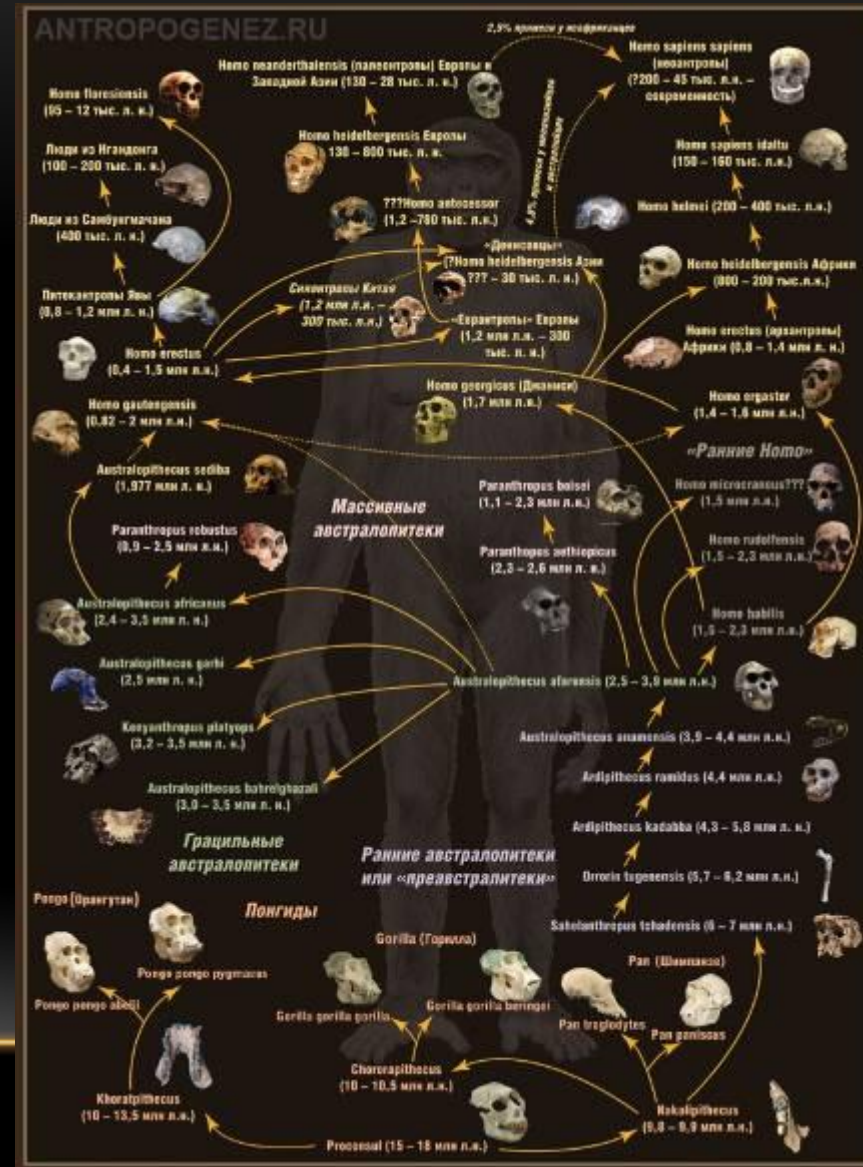 ANTROPOGENEZ.RU
2,5% примеси у неафриканцев
Homo neanderthalensis (палеоантропы) Европы и
Западной Азии (130 – 28 тыс. л. н.)
Homo sapiens sapiens
(неоантропы)
(?200 – 45 тыс. л.н. –
современность)
Homo floresiensis
(95 – 12 тыс. л. н.)
Люди из Нгандонга
(100 – 200 тыс. л. н.)
Homo heidelbergensis Европы
130 – 800 тыс. л. н.
Homo sapiens idaltu
(150 – 160 тыс. л.н.)
???Homo antecessor
(1,2 –780 тыс. л.н.)
Homo helmei (200 – 400 тыс. л.н.)
Люди из Самбунгмачана
(400 тыс. л. н.)
«Денисовцы»
(?Homo heidelbergensis Азии
??? – 30 тыс. л. н.)
Homo heidelbergensis Африки
(800 – 200 тыс.л.н.)
Питекантропы Явы
(0,8 – 1,2 млн л. н.)
Синантропы Китая
(1,2 млн л.н. –
300 тыс. л.н.)
«Еврантропы» Европы
(1,2 млн л.н. – 300
тыс. л. н.)
Homo erectus (архантропы)
Африки (0,8 – 1,4 млн л.н.)
Homo erectus
(0,4 – 1,5 млн л.н.)
Homo georgicus (Дманиси)
(1,7 млн л.н.)
Homo ergaster
(1,4 – 1,8 млн л.н.)
Homo gautengensis
(0,82 – 2 млн л.н.)
«Ранние Homo»
Australopithecus sediba
(1,977 млн л. н.)
Homo microcranous???
(1,5 млн л.н.)
Paranthropus boisei
(1,1 – 2,3 млн л.н.)
Массивные
австралопитеки
Paranthropus robustus
(0,9 – 2,5 млн л.н.)
Homo rudolfensis
(1,5 – 2,3 млн л.н.)
Paranthopus aethiopicus
(2,3 – 2,6 млн л.н.)
Australopithecus africanus
(2,4 – 3,5 млн л. н.)
Homo habilis
(1,5 – 2,3 млн л.н.)
Australopithecus garhi
(2,5 млн л. н.)
Australopithecus afarensis (2,5 – 3,9 млн л.н.)
Kenyanthropus platyops
(3,2 – 3,5 млн л. н.)
Australopithecus anamensis (3,9 – 4,4 млн л.н.)
Australopithecus bahrelghazali
(3,0 – 3,5 млн л. н.)
Ardipithecus ramidus (4,4 млн л.н.)
Ardipithecus kadabba (4,3 – 5,8 млн л. н.)
Грацильные
австралопитеки
Ранние австралопитеки
или «преавстралитеки»
Orrorin tugenensis (5,7 – 6,2 млн л.н.)
Sahelanthropus tchadensis (6 – 7 млн л.н.)
Pongo (Орангутан)
Понгиды
Gorilla (Горилла)
Pan (Шимпанзе)
Pongo pongo pygmaeus
Pongo pongo abelii
Gorilla gorilla gorilla
Gorilla gorilla beringei
Pan troglodytes
Pan paniscus
Khoratpithecus
(10 – 13,5 млн л.н.)
Chororapithecus
(10 – 10,5 млн л.н.)
Nakalipithecus
(9,8 – 9,9 млн л.н.)
Proconsul (15 – 18 млн л.н.)